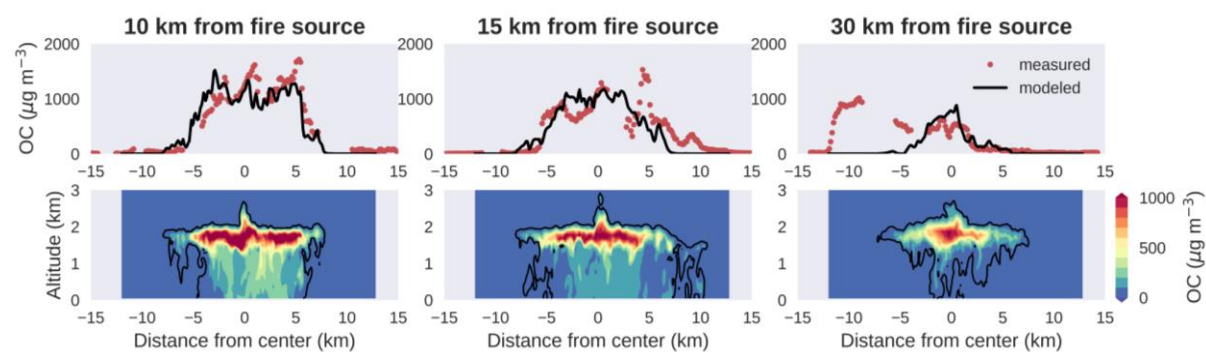 10 km from fire source 15 km from fire source 30 km from fire source
OC (µg m⁻³)
2000 2000 2000
1000 1000 1000
0 0 0
measured
modeled
−15 −10 −5 0 5 10 15 −15 −10 −5 0 5 10 15 −15 −10 −5 0 5 10 15
Altitude (km)
3 3 3
2 2 2
1 1 1
0 0 0
−15 −10 −5 0 5 10 15 −15 −10 −5 0 5 10 15 −15 −10 −5 0 5 10 15
Distance from center (km) Distance from center (km) Distance from center (km)
1000
500
0
OC (µg m⁻³)